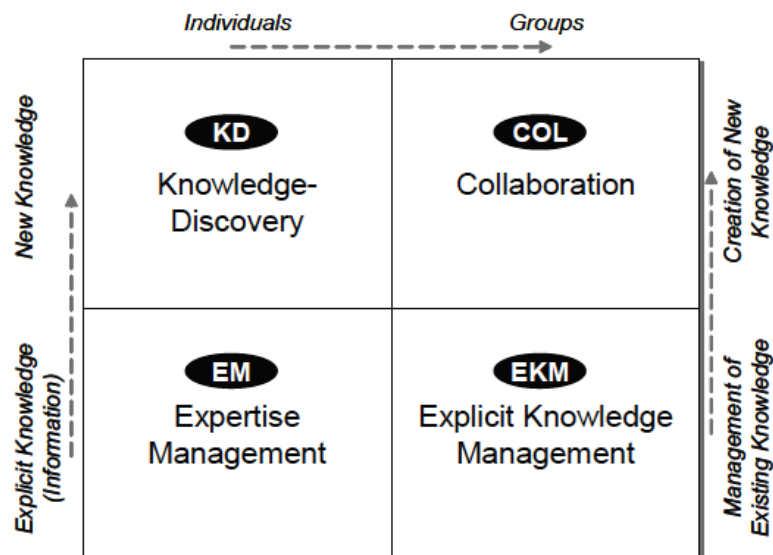 Individuals
Groups
New Knowledge
KD
Knowledge-
Discovery
COL
Collaboration
Creation of New
Knowledge
Explicit Knowledge
(Information)
EM
Expertise
Management
EKM
Explicit Knowledge
Management
Management of
Existing Knowledge